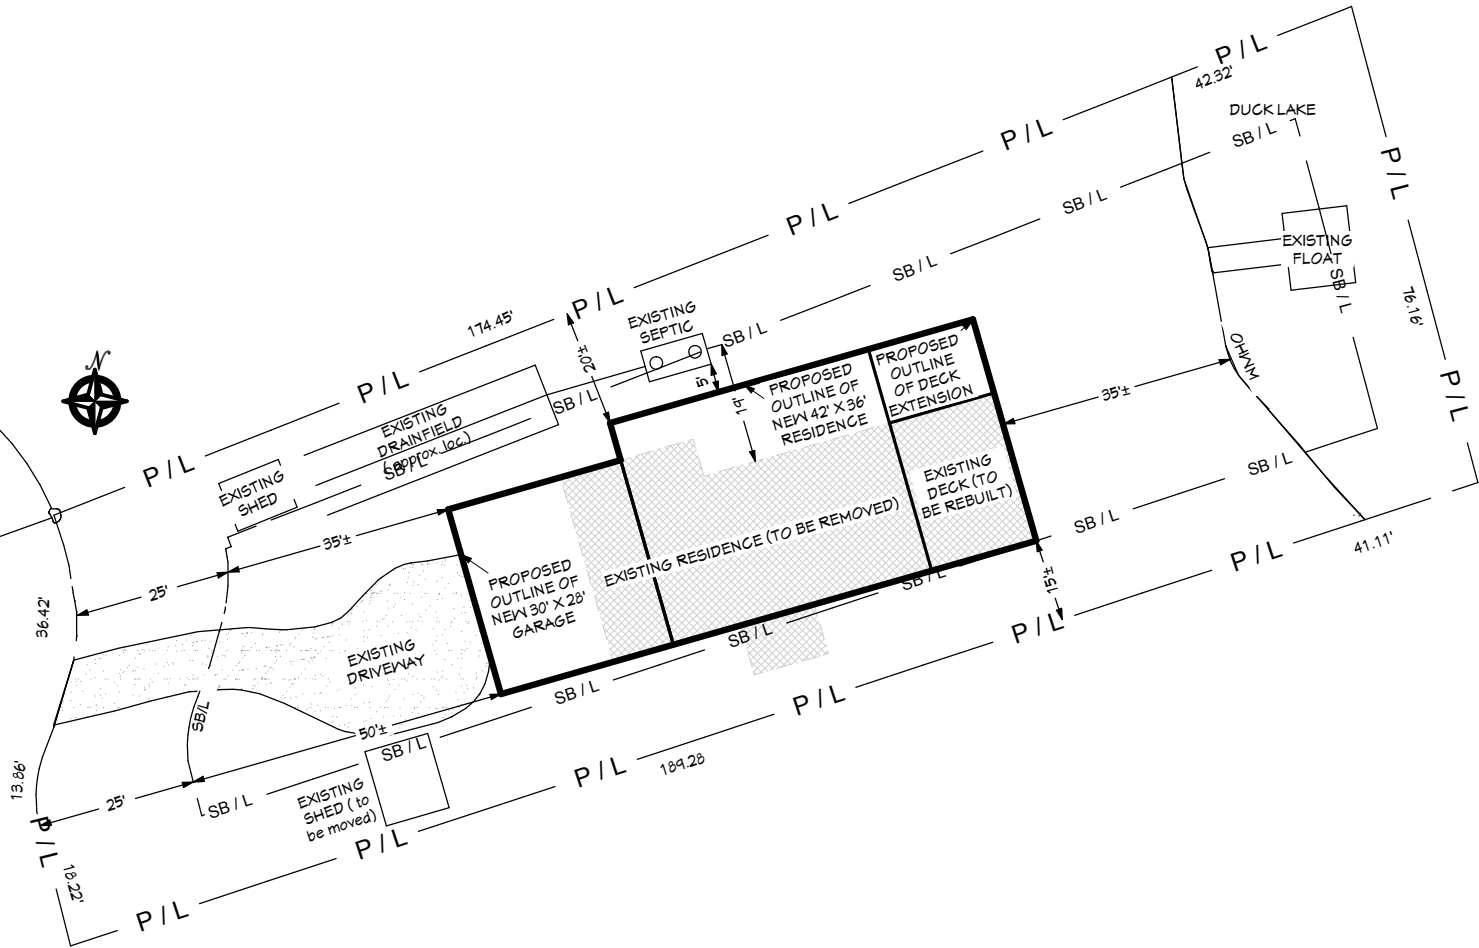 P / L
42.32'
DUCK LAKE
SB / L
P / L
P / L
SB / L
P / L
SB / L
EXISTING
FLOAT
SB / L
76.16'
P / L
P / L
174.45'
20'±
EXISTING
SEPTIC
SB / L
5'
19'
N
P / L
SB / L
EXISTING
DRAINFIELD
( approx. loc.)
SB / L
P / L
EXISTING
SHED
PROPOSED
OUTLINE OF
NEW 42' X 36'
RESIDENCE
PROPOSED
OUTLINE
OF DECK
EXTENSION
OHWM
35'±
EXISTING
DECK (TO
BE REBUILT)
SB / L
SB / L
P / L
41.11'
35'±
25'
36.42'
EXISTING RESIDENCE (TO BE REMOVED)
PROPOSED
OUTLINE OF
NEW 30' X 28'
GARAGE
SB / L
15'±
P / L
SB / L
EXISTING
DRIVEWAY
SB/L
50'±
SB / L
P / L
189.28
P / L
SB / L
13.86'
25'
SB / L
EXISTING
SHED ( to
be moved)
P / L
P / L
18.22'
P / L